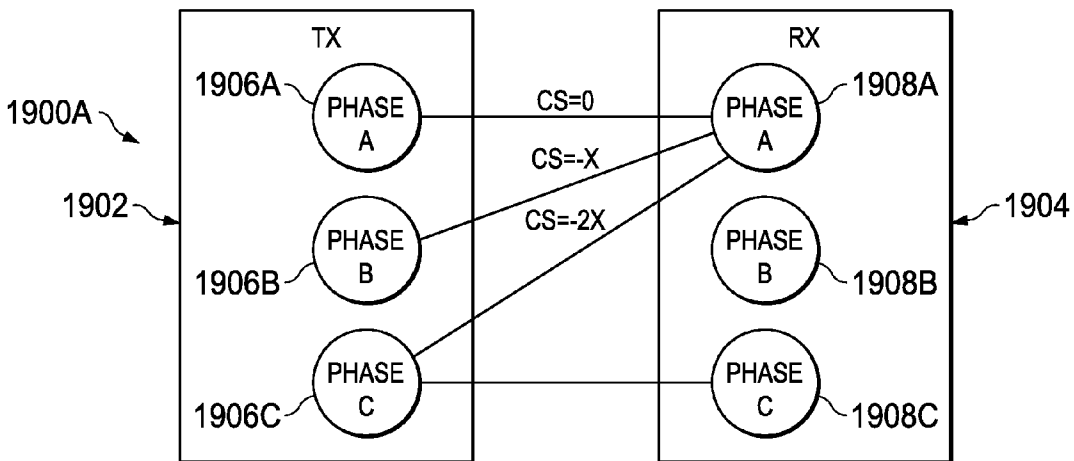 TX
RX
1906A
PHASE
A
CS=0
PHASE
A
1908A
1900A
CS=-X
1902
CS=-2X
1904
1906B
PHASE
B
PHASE
B
1908B
1906C
PHASE
C
PHASE
C
1908C